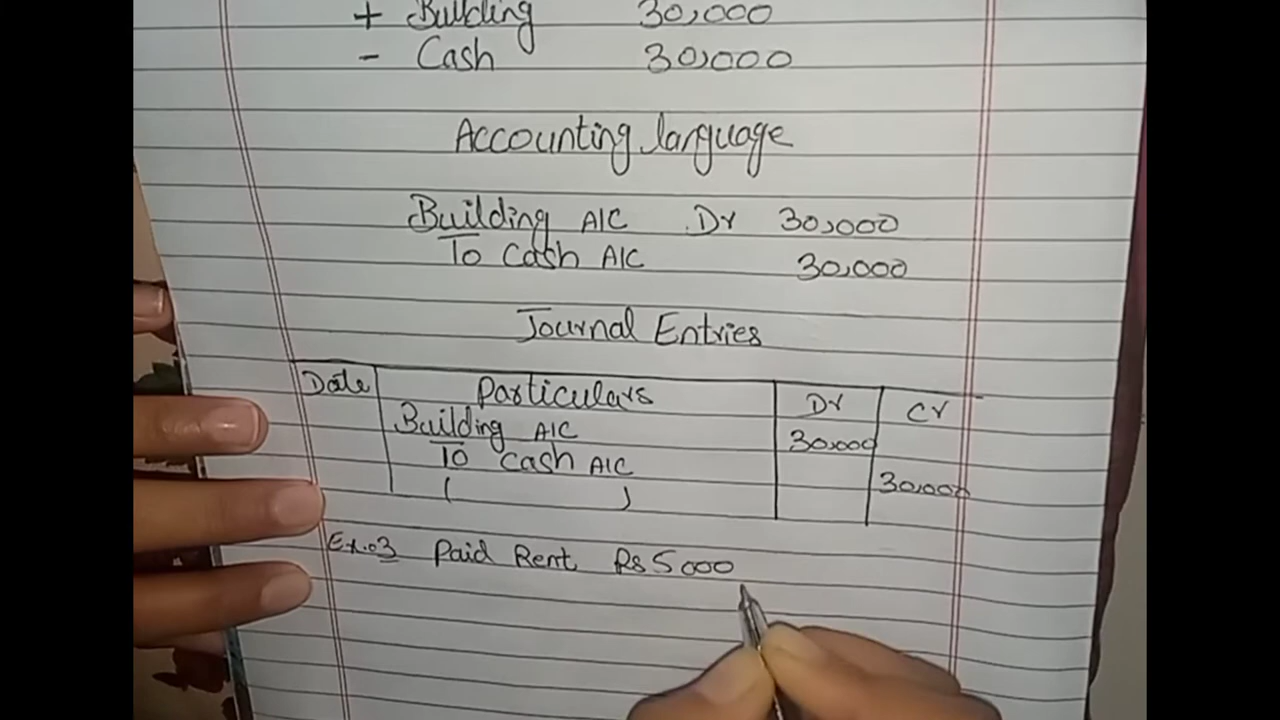 + Building 30,000
- Cash 30,000
Accounting language
Building A/C Dr 30,000
To Cash A/C 30,000
Journal Entries
Date Particulars Dr Cr
Building A/C 30,000
To Cash A/C 30,000
( )
Ex.03 Paid Rent Rs 5000